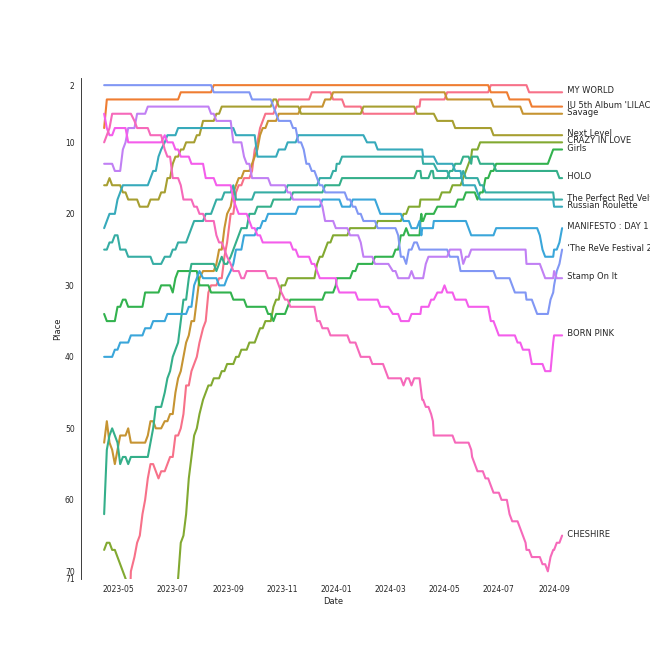 2
10
20
30
40
50
60
70
71
Place
2023-05
2023-07
2023-09
2023-11
2024-01
2024-03
2024-05
2024-07
2024-09
Date
MY WORLD
IU 5th Album 'LILAC
Savage
Next Level
CRAZY IN LOVE
Girls
HOLO
The Perfect Red Vel
Russian Roulette
MANIFESTO : DAY 1
'The ReVe Festival 2
Stamp On It
BORN PINK
CHESHIRE